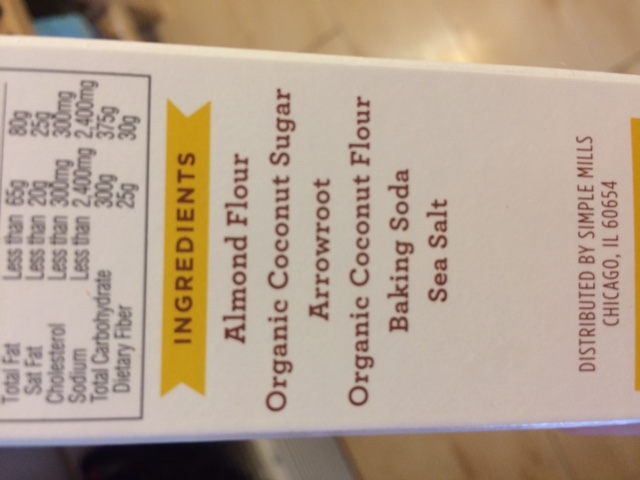 Total Fat Less than 65g 80g
Sat Fat Less than 20g 25g
Cholesterol Less than 300mg 300mg
Sodium Less than 2,400mg 2,400mg
Total Carbohydrate 300g 375g
Dietary Fiber 25g 30g
INGREDIENTS
Almond Flour
Organic Coconut Sugar
Arrowroot
Organic Coconut Flour
Baking Soda
Sea Salt
DISTRIBUTED BY SIMPLE MILLS
CHICAGO, IL 60654